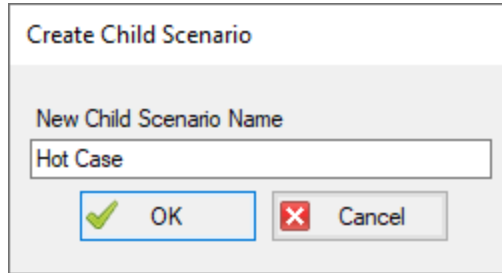 Create Child Scenario
New Child Scenario Name
Hot Case
OK Cancel